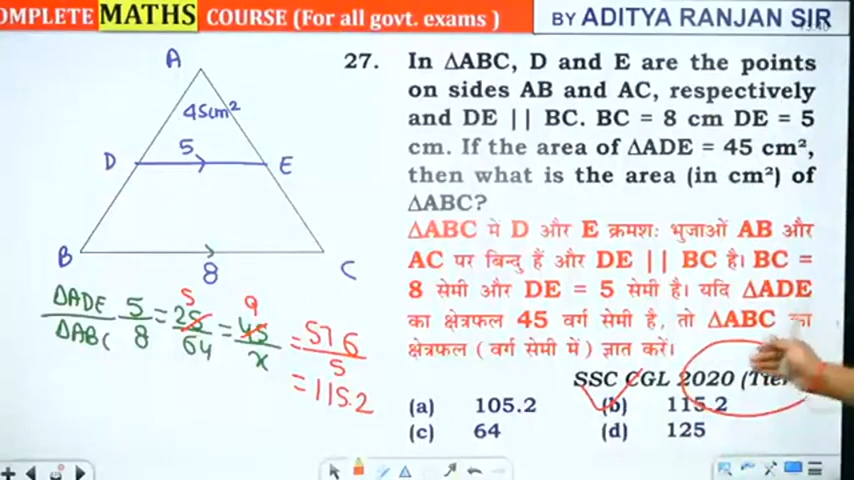 OMPLETE MATHS COURSE (For all govt. exams)
BY ADITYA RANJAN SIR
27. In ΔABC, D and E are the points
on sides AB and AC, respectively
and DE || BC. BC = 8 cm DE = 5
cm. If the area of ΔADE = 45 cm²,
then what is the area (in cm²) of
ΔABC?
ΔABC में D और E क्रमशः भुजाओं AB और
AC पर बिन्दु हैं और DE || BC है। BC =
8 सेमी और DE = 5 सेमी है। यदि ΔADE
का क्षेत्रफल 45 वर्ग सेमी है, तो ΔABC का
क्षेत्रफल (वर्ग सेमी में) ज्ञात करें।
SSC CGL 2020 (Tier
(a) 105.2 (b) 115.2
(c) 64 (d) 125
A
45cm²
D 5 E
B 8 C
ΔADE/ΔABC 5/8 = 25/64 = 45/x = 576/5
5 9
= 115.2